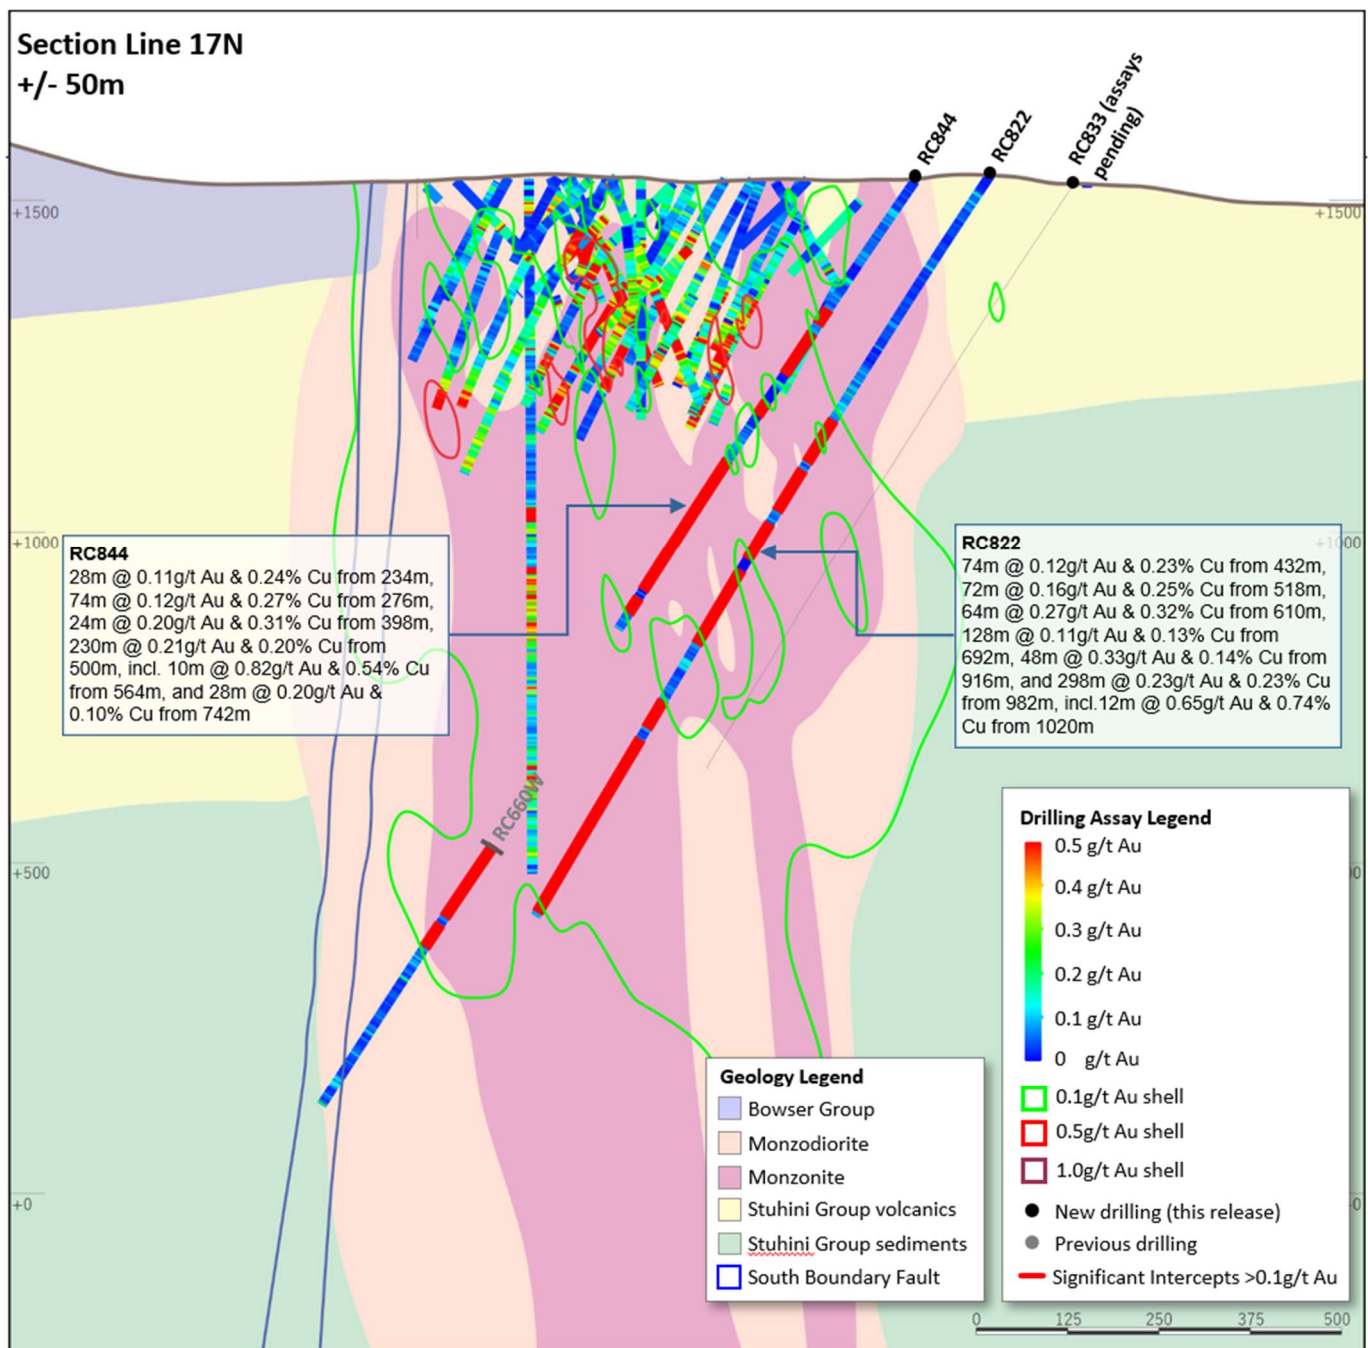 Section Line 17N
+/- 50m
RC844
RC822
RC833 (assays
pending)
+1500
+1500
+1000
+1000
RC844
28m @ 0.11g/t Au & 0.24% Cu from 234m,
74m @ 0.12g/t Au & 0.27% Cu from 276m,
24m @ 0.20g/t Au & 0.31% Cu from 398m,
230m @ 0.21g/t Au & 0.20% Cu from
500m, incl. 10m @ 0.82g/t Au & 0.54% Cu
from 564m, and 28m @ 0.20g/t Au &
0.10% Cu from 742m
RC822
74m @ 0.12g/t Au & 0.23% Cu from 432m,
72m @ 0.16g/t Au & 0.25% Cu from 518m,
64m @ 0.27g/t Au & 0.32% Cu from 610m,
128m @ 0.11g/t Au & 0.13% Cu from
692m, 48m @ 0.33g/t Au & 0.14% Cu from
916m, and 298m @ 0.23g/t Au & 0.23% Cu
from 982m, incl.12m @ 0.65g/t Au & 0.74%
Cu from 1020m
RC660W
+500
+0
Geology Legend
Bowser Group
Monzodiorite
Monzonite
Stuhini Group volcanics
Stuhini Group sediments
South Boundary Fault
Drilling Assay Legend
0.5 g/t Au
0.4 g/t Au
0.3 g/t Au
0.2 g/t Au
0.1 g/t Au
0 g/t Au
0.1g/t Au shell
0.5g/t Au shell
1.0g/t Au shell
New drilling (this release)
Previous drilling
Significant Intercepts >0.1g/t Au
0 125 250 375 500